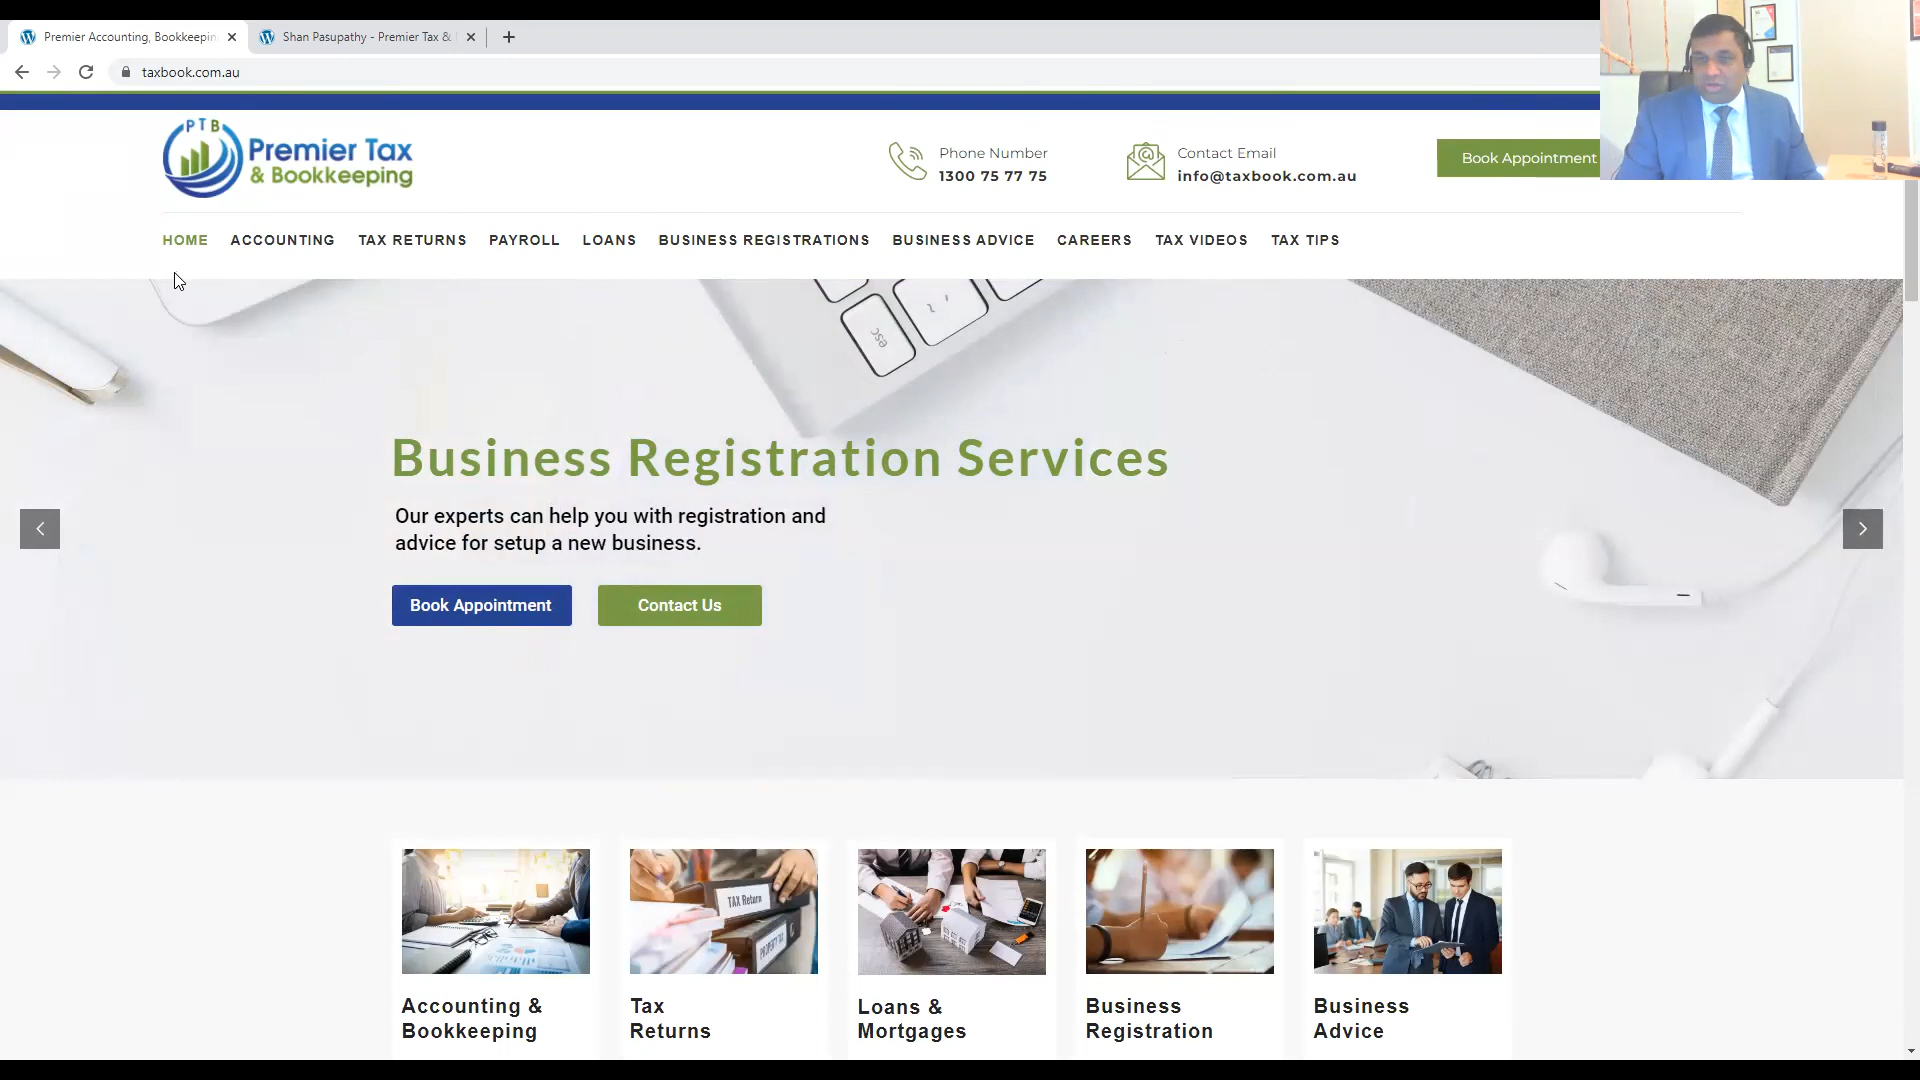 Premier Accounting, Bookkeepin
Shan Pasupathy - Premier Tax &
taxbook.com.au
PTB
Premier Tax
& Bookkeeping
Phone Number
1300 75 77 75
Contact Email
info@taxbook.com.au
Book Appointment
HOME ACCOUNTING TAX RETURNS PAYROLL LOANS BUSINESS REGISTRATIONS BUSINESS ADVICE CAREERS TAX VIDEOS TAX TIPS
esc
Business Registration Services
Our experts can help you with registration and
advice for setup a new business.
Book Appointment
Contact Us
TAX Return
PROPERTY TAX
Accounting &
Bookkeeping
Tax
Returns
Loans &
Mortgages
Business
Registration
Business
Advice